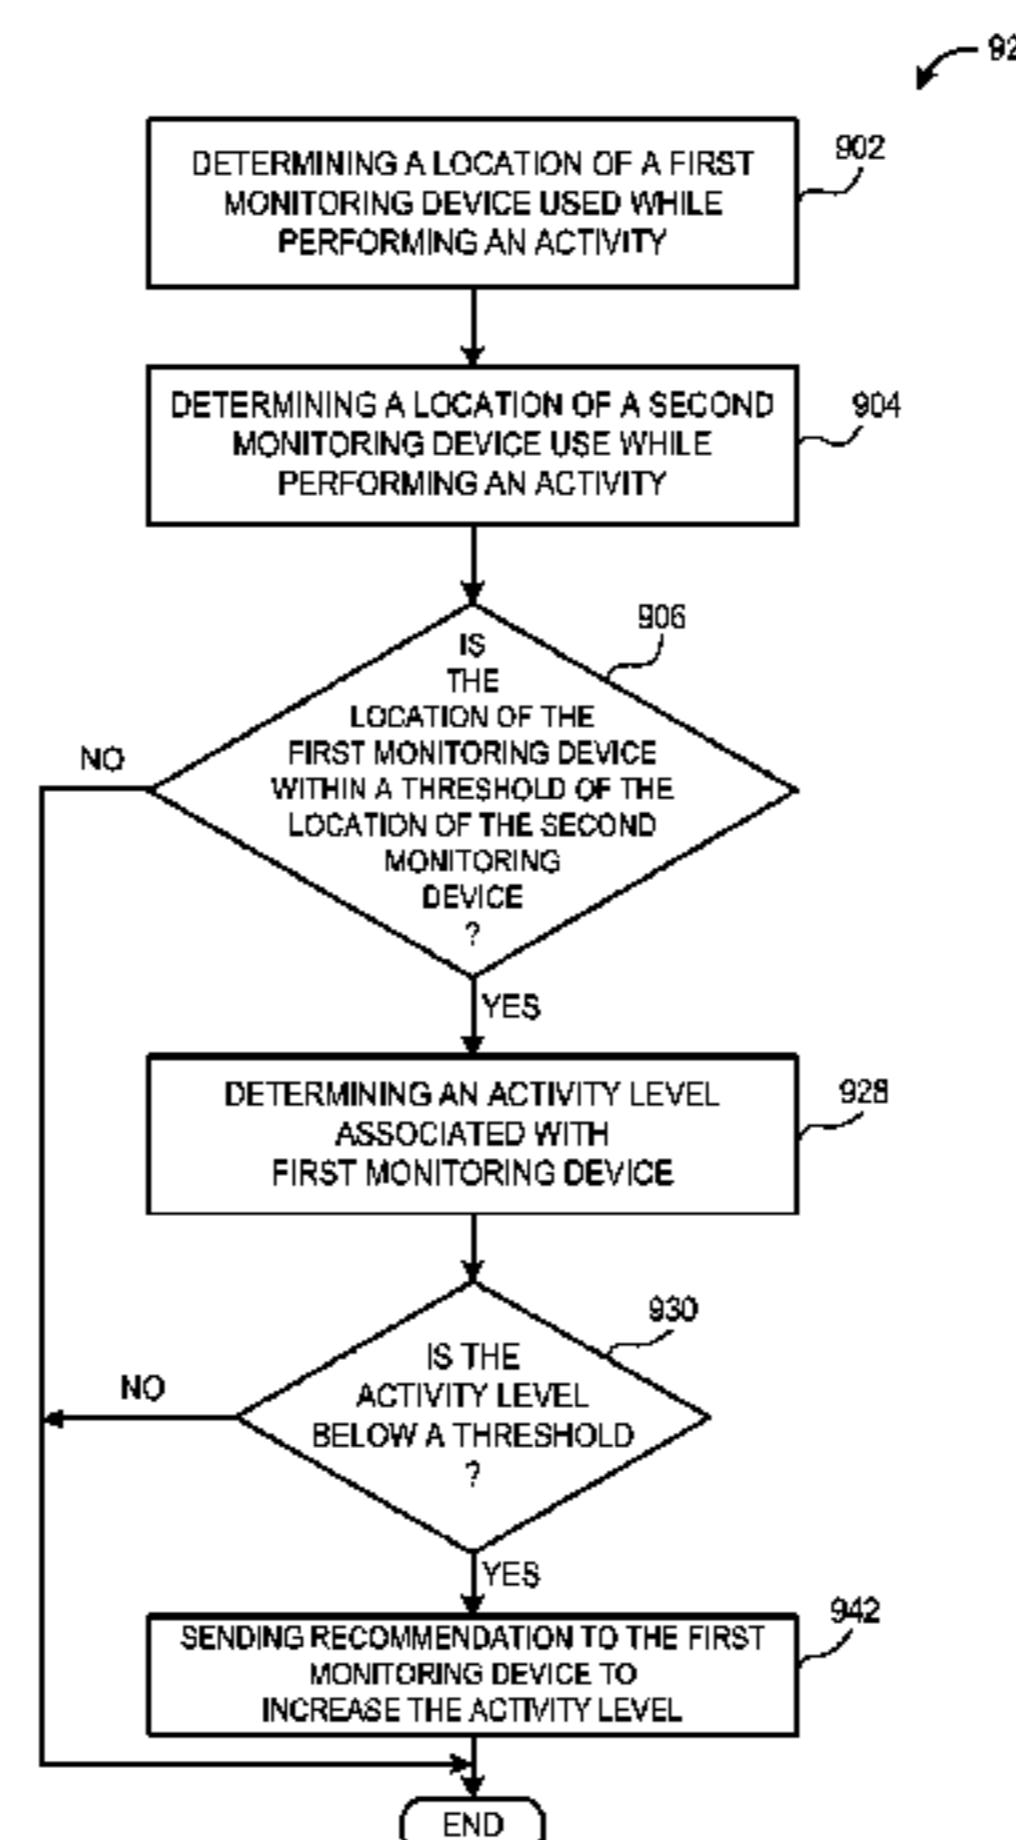 902
DETERMINING A LOCATION OF A FIRST
MONITORING DEVICE USED WHILE
PERFORMING AN ACTIVITY
904
DETERMINING A LOCATION OF A SECOND
MONITORING DEVICE USE WHILE
PERFORMING AN ACTIVITY
906
IS
THE
LOCATION OF THE
FIRST MONITORING DEVICE
WITHIN A THRESHOLD OF THE
LOCATION OF THE SECOND
MONITORING
DEVICE
?
NO
YES
928
DETERMINING AN ACTIVITY LEVEL
ASSOCIATED WITH
FIRST MONITORING DEVICE
930
IS THE
ACTIVITY LEVEL
BELOW A THRESHOLD
?
NO
YES
942
SENDING RECOMMENDATION TO THE FIRST
MONITORING DEVICE TO
INCREASE THE ACTIVITY LEVEL
END